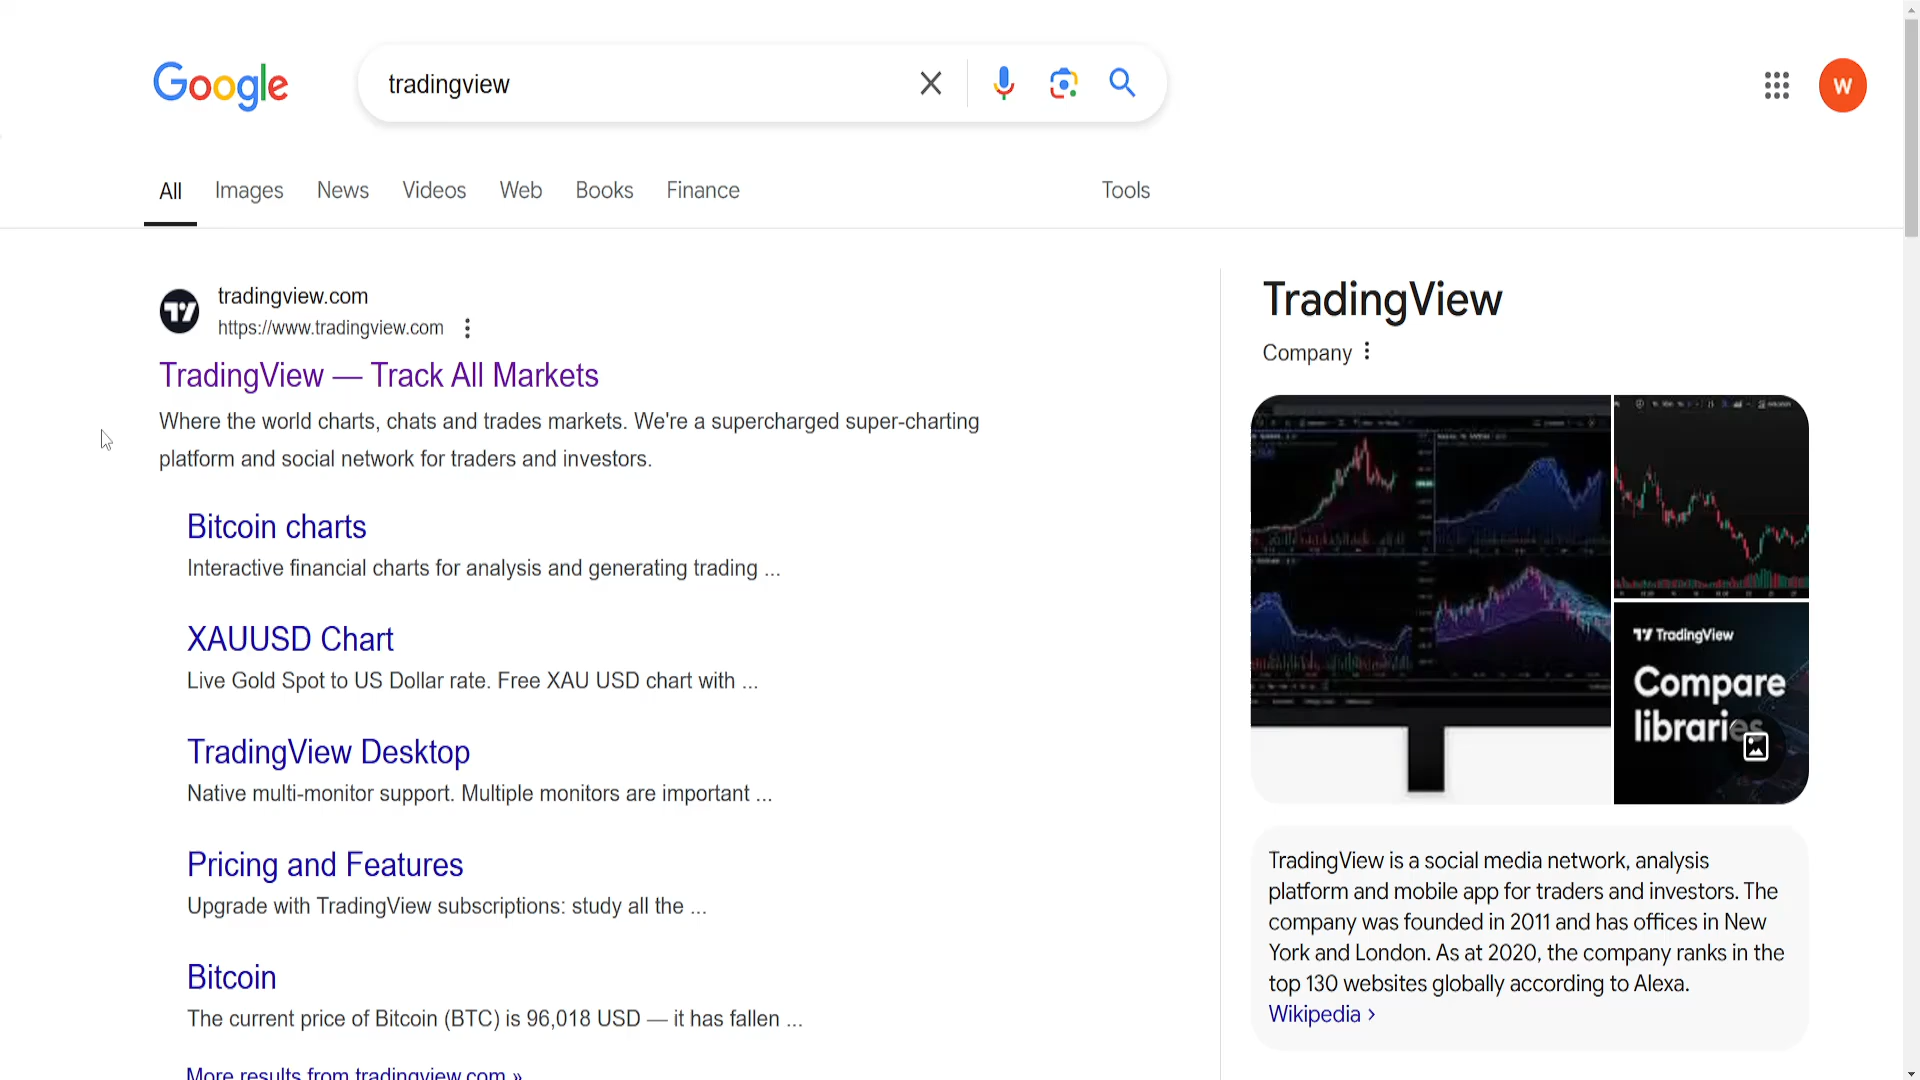 Google
tradingview
W
All Images News Videos Web Books Finance Tools
tradingview.com
https://www.tradingview.com
TradingView — Track All Markets
Where the world charts, chats and trades markets. We're a supercharged super-charting
platform and social network for traders and investors.
Bitcoin charts
Interactive financial charts for analysis and generating trading ...
XAUUSD Chart
Live Gold Spot to US Dollar rate. Free XAU USD chart with ...
TradingView Desktop
Native multi-monitor support. Multiple monitors are important ...
Pricing and Features
Upgrade with TradingView subscriptions: study all the ...
Bitcoin
The current price of Bitcoin (BTC) is 96,018 USD — it has fallen ...
More results from tradingview.com »
TradingView
Company
TradingView
Compare
libraries
TradingView is a social media network, analysis
platform and mobile app for traders and investors. The
company was founded in 2011 and has offices in New
York and London. As at 2020, the company ranks in the
top 130 websites globally according to Alexa.
Wikipedia ›